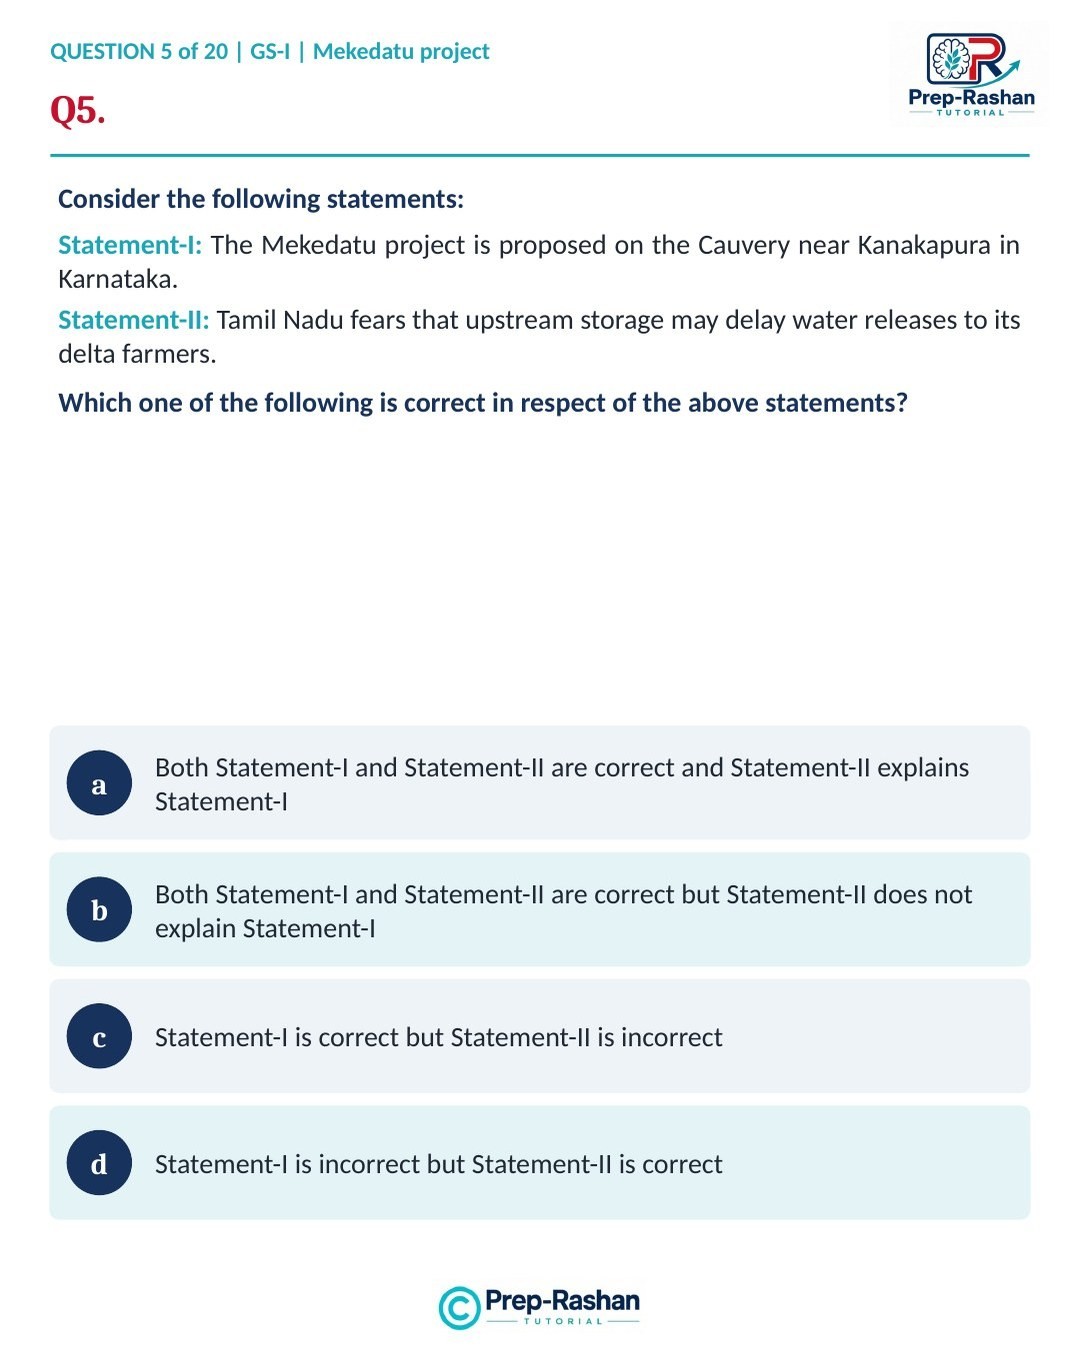 QUESTION 5 of 20 | GS-I | Mekedatu project
Prep-Rashan
TUTORIAL
Q5.
Consider the following statements:
Statement-I: The Mekedatu project is proposed on the Cauvery near Kanakapura in
Karnataka.
Statement-II: Tamil Nadu fears that upstream storage may delay water releases to its
delta farmers.
Which one of the following is correct in respect of the above statements?
a
Both Statement-I and Statement-II are correct and Statement-II explains
Statement-I
b
Both Statement-I and Statement-II are correct but Statement-II does not
explain Statement-I
c
Statement-I is correct but Statement-II is incorrect
d
Statement-I is incorrect but Statement-II is correct
© Prep-Rashan
TUTORIAL